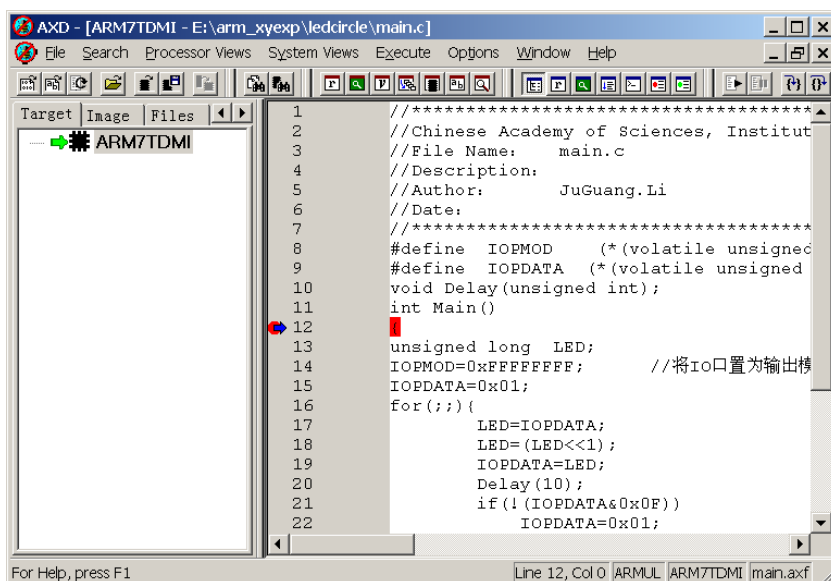 AXD - [ARM7TDMI - E:\arm_xyexp\ledcircle\main.c]
File Search Processor Views System Views Execute Options Window Help
Target Image Files
ARM7TDMI
1 //**************************************
2 //Chinese Academy of Sciences, Institut
3 //File Name: main.c
4 //Description:
5 //Author: JuGuang.Li
6 //Date:
7 //**************************************
8 #define IOPMOD (*(volatile unsigned
9 #define IOPDATA (*(volatile unsigned
10 void Delay(unsigned int);
11 int Main()
12 {
13 unsigned long LED;
14 IOPMOD=0xFFFFFFFF; //将IO口置为输出模
15 IOPDATA=0x01;
16 for(;;){
17 LED=IOPDATA;
18 LED=(LED<<1);
19 IOPDATA=LED;
20 Delay(10);
21 if(!(IOPDATA&0x0F))
22 IOPDATA=0x01;
For Help, press F1 Line 12, Col 0 ARMUL ARM7TDMI main.axf